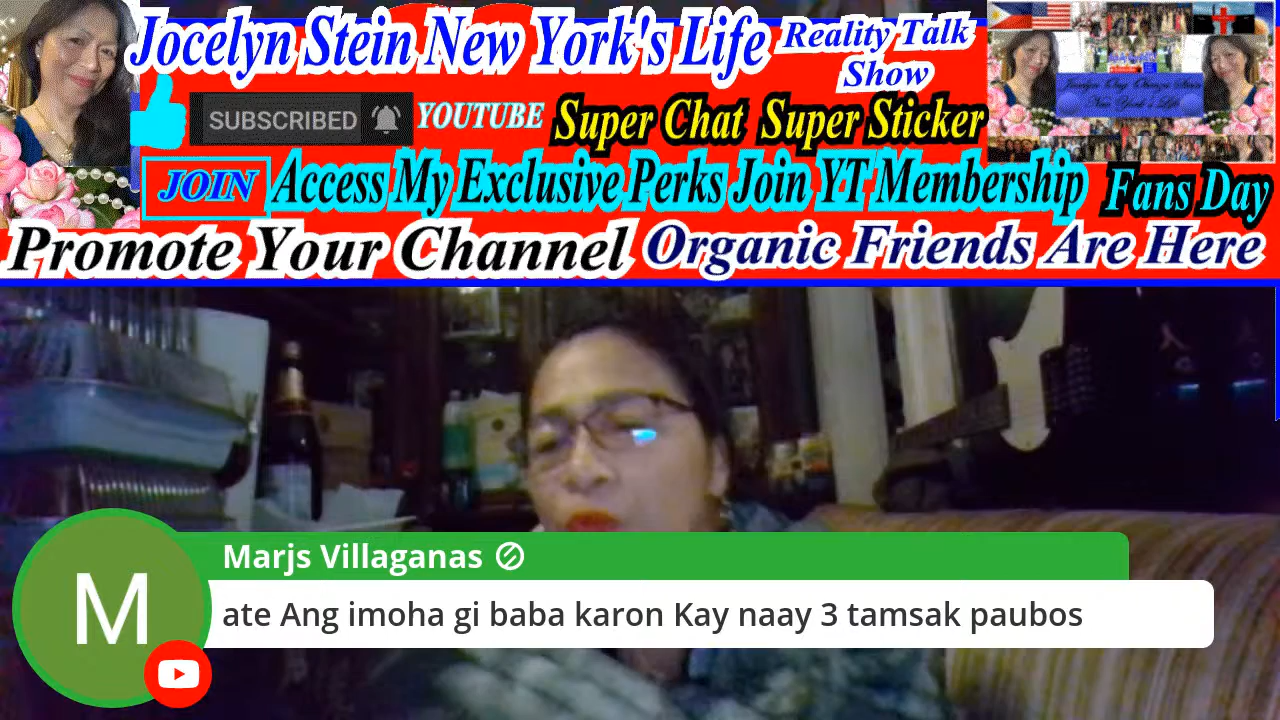 Jocelyn Stein New York's Life
Reality Talk
Show
SUBSCRIBED
YOUTUBE
Super Chat Super Sticker
JOIN
Access My Exclusive Perks Join YT Membership
Fans Day
Promote Your Channel
Organic Friends Are Here
Marjs Villaganas
M
ate Ang imoha gi baba karon Kay naay 3 tamsak paubos